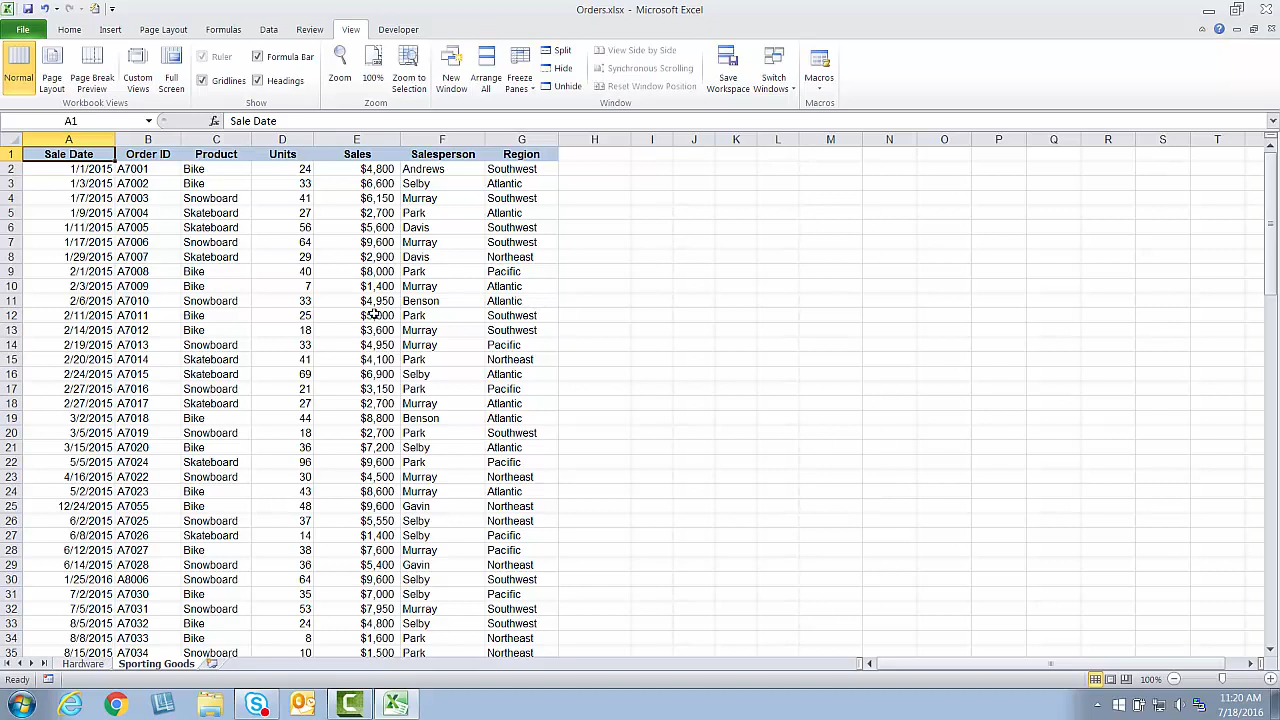 Orders.xlsx - Microsoft Excel
File Home Insert Page Layout Formulas Data Review View Developer
Normal Page Layout Page Break Preview Custom Views Full Screen
Workbook Views
Ruler Formula Bar
Gridlines Headings
Show
Zoom 100% Zoom to Selection
Zoom
New Window Arrange All Freeze Panes Split Hide Unhide
View Side by Side
Synchronous Scrolling
Reset Window Position
Window
Save Workspace Switch Windows
Macros
Macros
A1 fx Sale Date
A B C D E F G H I J K L M N O P Q R S T
1 Sale Date Order ID Product Units Sales Salesperson Region
2 1/1/2015 A7001 Bike 24 $4,800 Andrews Southwest
3 1/3/2015 A7002 Bike 33 $6,600 Selby Atlantic
4 1/7/2015 A7003 Snowboard 41 $6,150 Murray Southwest
5 1/9/2015 A7004 Skateboard 27 $2,700 Park Atlantic
6 1/11/2015 A7005 Skateboard 56 $5,600 Davis Southwest
7 1/17/2015 A7006 Snowboard 64 $9,600 Murray Southwest
8 1/29/2015 A7007 Skateboard 29 $2,900 Davis Northeast
9 2/1/2015 A7008 Bike 40 $8,000 Park Pacific
10 2/3/2015 A7009 Bike 7 $1,400 Murray Atlantic
11 2/6/2015 A7010 Snowboard 33 $4,950 Benson Atlantic
12 2/11/2015 A7011 Bike 25 Park Southwest
13 2/14/2015 A7012 Bike 18 $3,600 Murray Southwest
14 2/19/2015 A7013 Snowboard 33 $4,950 Murray Pacific
15 2/20/2015 A7014 Skateboard 41 $4,100 Park Northeast
16 2/24/2015 A7015 Skateboard 69 $6,900 Selby Atlantic
17 2/27/2015 A7016 Snowboard 21 $3,150 Park Pacific
18 2/27/2015 A7017 Skateboard 27 $2,700 Murray Atlantic
19 3/2/2015 A7018 Bike 44 $8,800 Benson Atlantic
20 3/5/2015 A7019 Snowboard 18 $2,700 Park Southwest
21 3/15/2015 A7020 Bike 36 $7,200 Selby Atlantic
22 5/5/2015 A7024 Skateboard 96 $9,600 Park Pacific
23 4/16/2015 A7022 Snowboard 30 $4,500 Murray Northeast
24 5/2/2015 A7023 Bike 43 $8,600 Murray Atlantic
25 12/24/2015 A7055 Bike 48 $9,600 Gavin Northeast
26 6/2/2015 A7025 Snowboard 37 $5,550 Selby Northeast
27 6/8/2015 A7026 Skateboard 14 $1,400 Selby Pacific
28 6/12/2015 A7027 Bike 38 $7,600 Murray Pacific
29 6/14/2015 A7028 Snowboard 36 $5,400 Gavin Northeast
30 1/25/2016 A8006 Snowboard 64 $9,600 Selby Southwest
31 7/2/2015 A7030 Bike 35 $7,000 Selby Pacific
32 7/5/2015 A7031 Snowboard 53 $7,950 Murray Southwest
33 8/5/2015 A7032 Bike 24 $4,800 Selby Southwest
34 8/8/2015 A7033 Bike 8 $1,600 Park Northeast
35 8/15/2015 A7034 Snowboard 10 $1,500 Park Northeast
Hardware Sporting Goods
Ready 100%
11:20 AM
7/18/2016